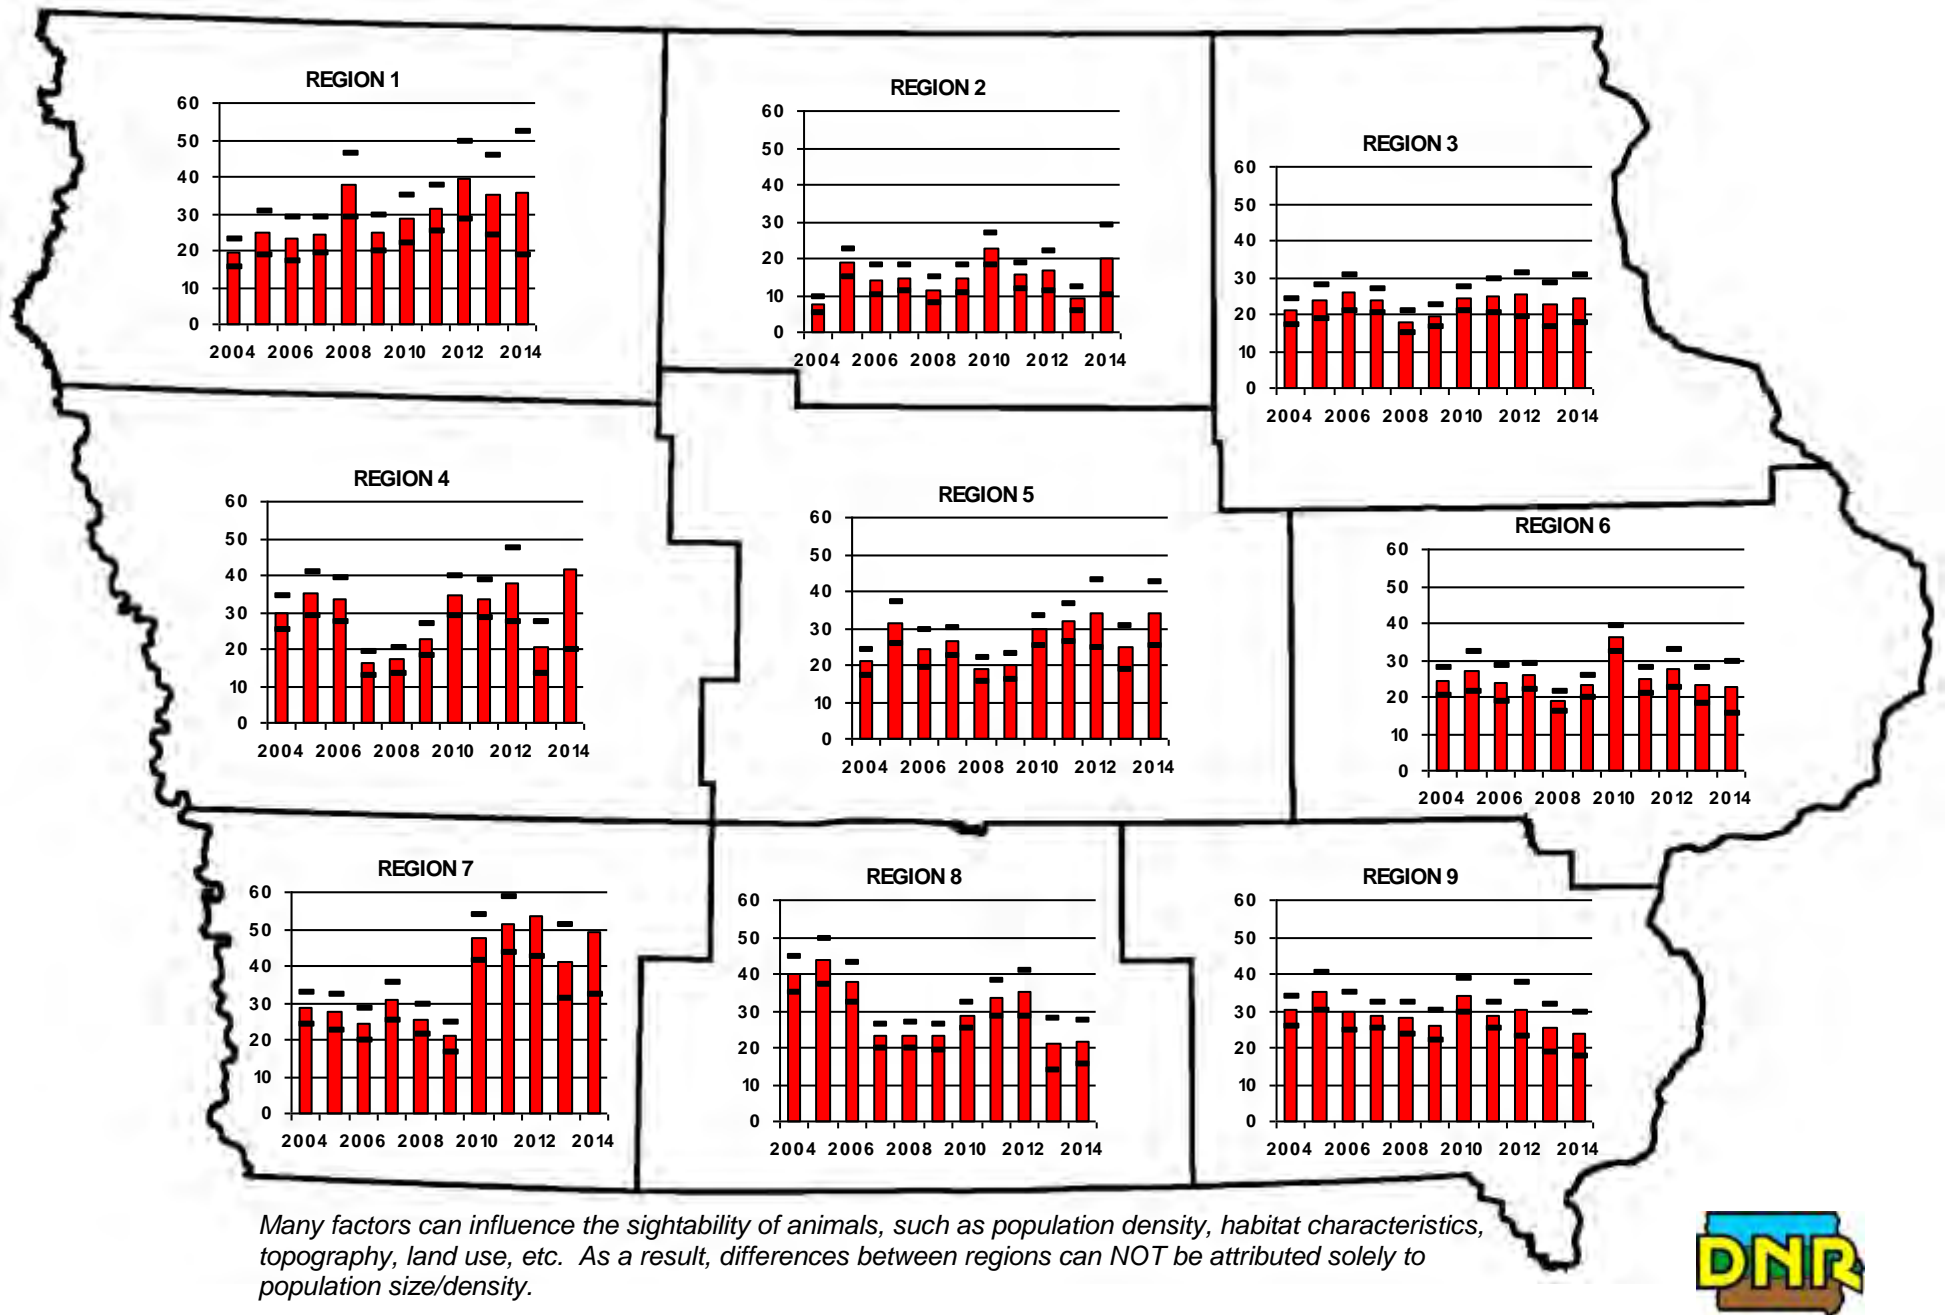 REGION 1
60
50
40
30
20
10
0
2004 2006 2008 2010 2012 2014
REGION 2
60
50
40
30
20
10
0
2004 2006 2008 2010 2012 2014
REGION 3
60
50
40
30
20
10
0
2004 2006 2008 2010 2012 2014
REGION 4
60
50
40
30
20
10
0
2004 2006 2008 2010 2012 2014
REGION 5
60
50
40
30
20
10
0
2004 2006 2008 2010 2012 2014
REGION 6
60
50
40
30
20
10
0
2004 2006 2008 2010 2012 2014
REGION 7
60
50
40
30
20
10
0
2004 2006 2008 2010 2012 2014
REGION 8
60
50
40
30
20
10
0
2004 2006 2008 2010 2012 2014
REGION 9
60
50
40
30
20
10
0
2004 2006 2008 2010 2012 2014
Many factors can influence the sightability of animals, such as population density, habitat characteristics,
topography, land use, etc. As a result, differences between regions can NOT be attributed solely to
population size/density.
DNR